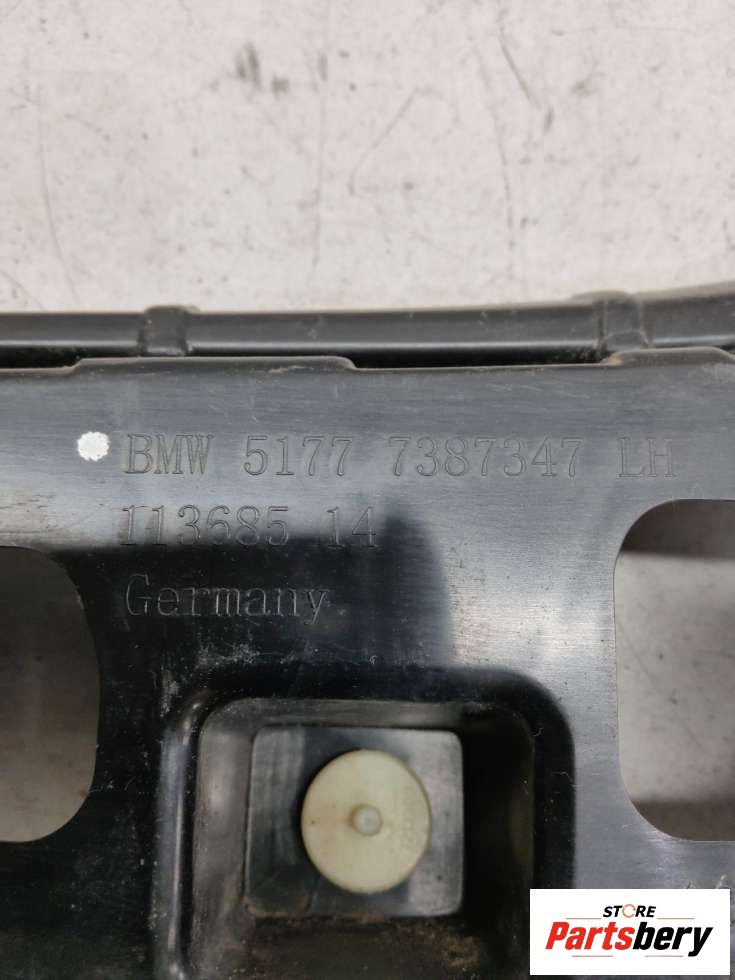 BMW 5177 7387347 LH
113685 14
Germany
STORE
Partsbery